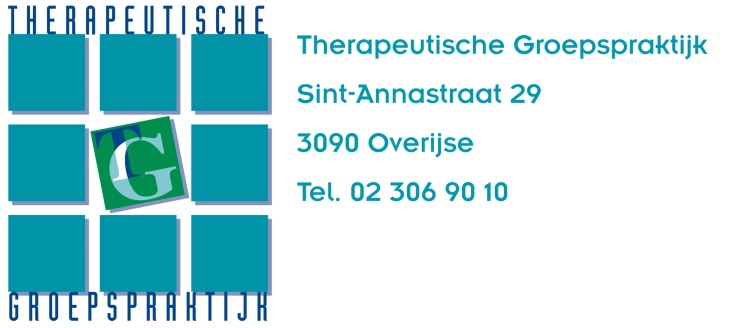 THERAPEUTISCHE
TG
GROEPSPRAKTIJK
Therapeutische Groepspraktijk
Sint-Annastraat 29
3090 Overijse
Tel. 02 306 90 10